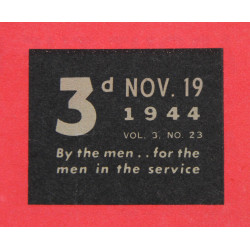 3d NOV. 19
1944
VOL. 3, NO. 23
By the men . . for the
men in the service